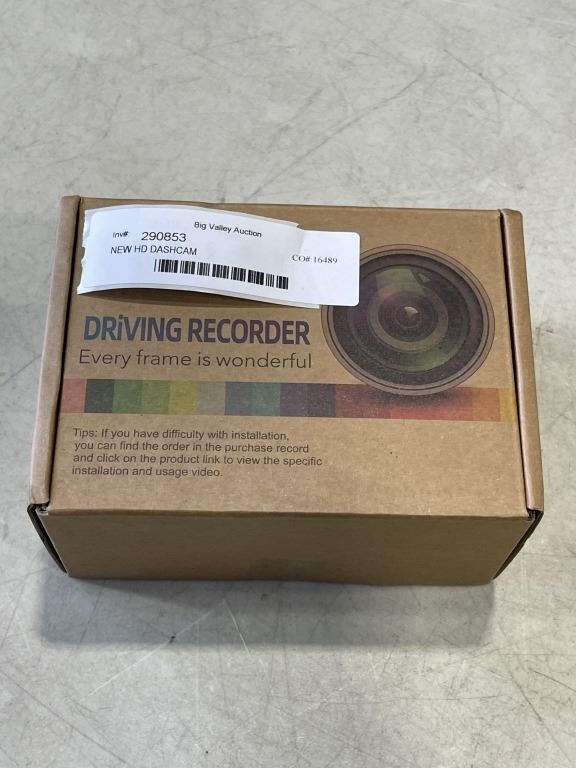 Big Valley Auction
Inv#: 290853
NEW HD DASHCAM
CO#: 16489
DRiVING RECORDER
Every frame is wonderful
Tips: If you have difficulty with installation,
you can find the order in the purchase record
and click on the product link to view the specific
installation and usage video.